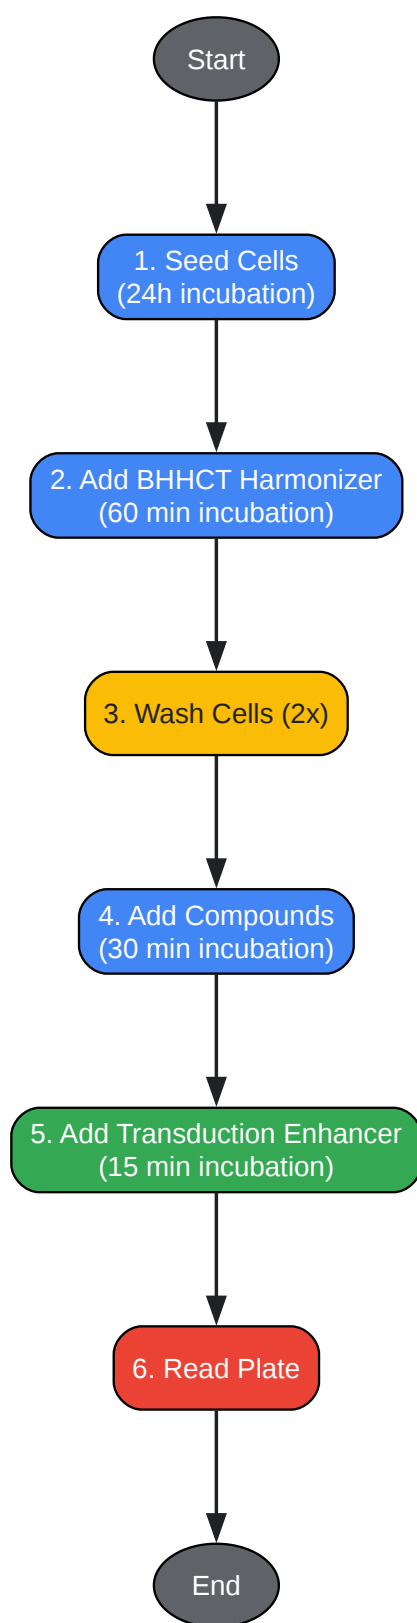 Start
1. Seed Cells
(24h incubation)
2. Add BHHCT Harmonizer
(60 min incubation)
3. Wash Cells (2x)
4. Add Compounds
(30 min incubation)
5. Add Transduction Enhancer
(15 min incubation)
6. Read Plate
End